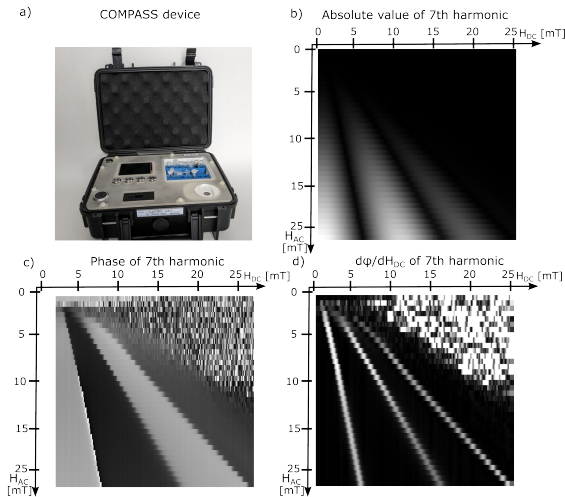 a) COMPASS device
b) Absolute value of 7th harmonic
0 5 10 15 20 H_DC [mT]
0
5
10
15
20
25
H_AC
[mT]
c) Phase of 7th harmonic
0 5 10 15 20 25 H_DC [mT]
0
5
10
15
25
H_AC
[mT]
d) dφ/dH_DC of 7th harmonic
0 5 10 15 20 25 H_DC [mT]
0
5
10
15
25
H_AC
[mT]